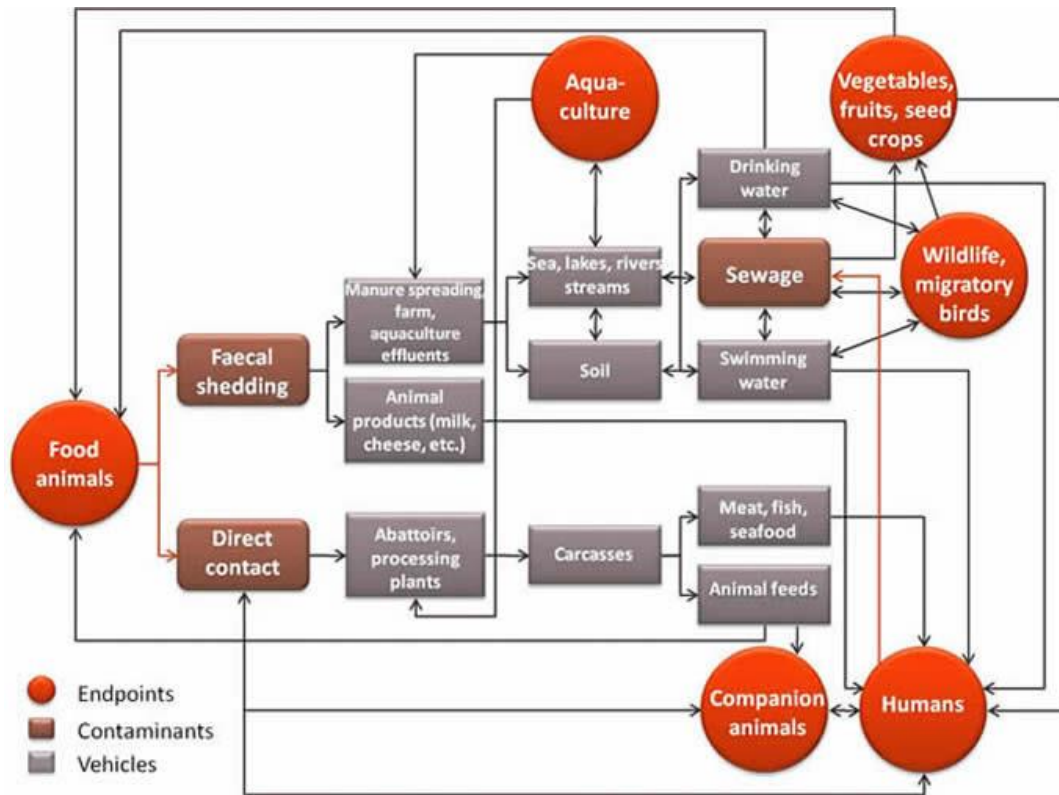 Aqua-
culture
Vegetables,
fruits, seed
crops
Drinking
water
Wildlife,
migratory
birds
Sea, lakes, rivers
streams
Sewage
Manure spreading,
farm,
aquaculture
effluents
Faecal
shedding
Soil
Swimming
water
Animal
products (milk,
cheese, etc.)
Food
animals
Direct
contact
Abattoirs,
processing
plants
Carcasses
Meat, fish,
seafood
Animal feeds
Companion
animals
Humans
Endpoints
Contaminants
Vehicles